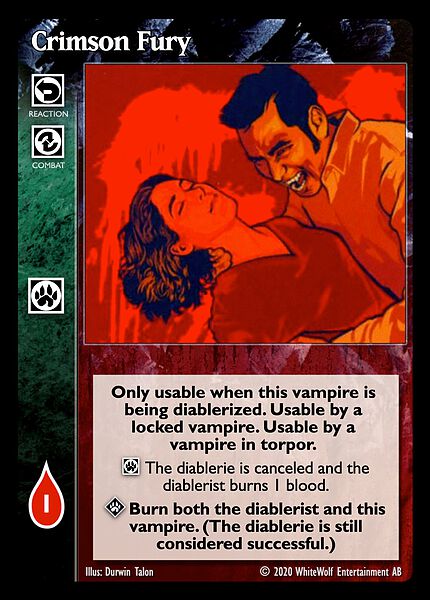 Crimson Fury
REACTION
COMBAT
Only usable when this vampire is
being diablerized. Usable by a
locked vampire. Usable by a
vampire in torpor.
The diablerie is canceled and the
diablerist burns 1 blood.
Burn both the diablerist and this
vampire. (The diablerie is still
considered successful.)
1
Illus: Durwin Talon
© 2020 WhiteWolf Entertainment AB